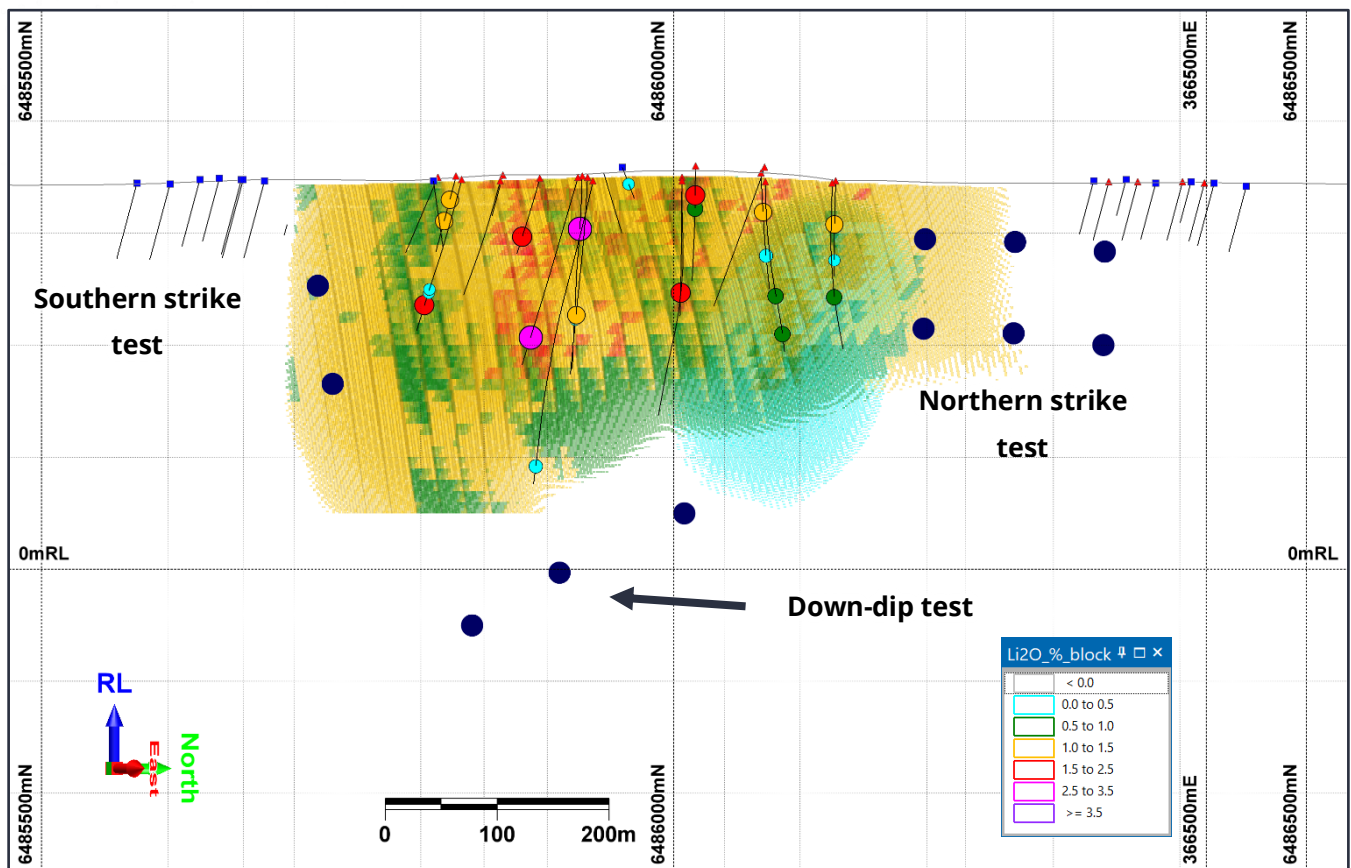 6485500mN
6486000mN
366500mE
6486500mN
Southern strike
test
Northern strike
test
0mRL
0mRL
Down-dip test
Li2O_%_block
< 0.0
0.0 to 0.5
0.5 to 1.0
1.0 to 1.5
1.5 to 2.5
2.5 to 3.5
>= 3.5
RL
East
North
0
100
200m
6485500mN
6486000mN
366500mE
6486500mN